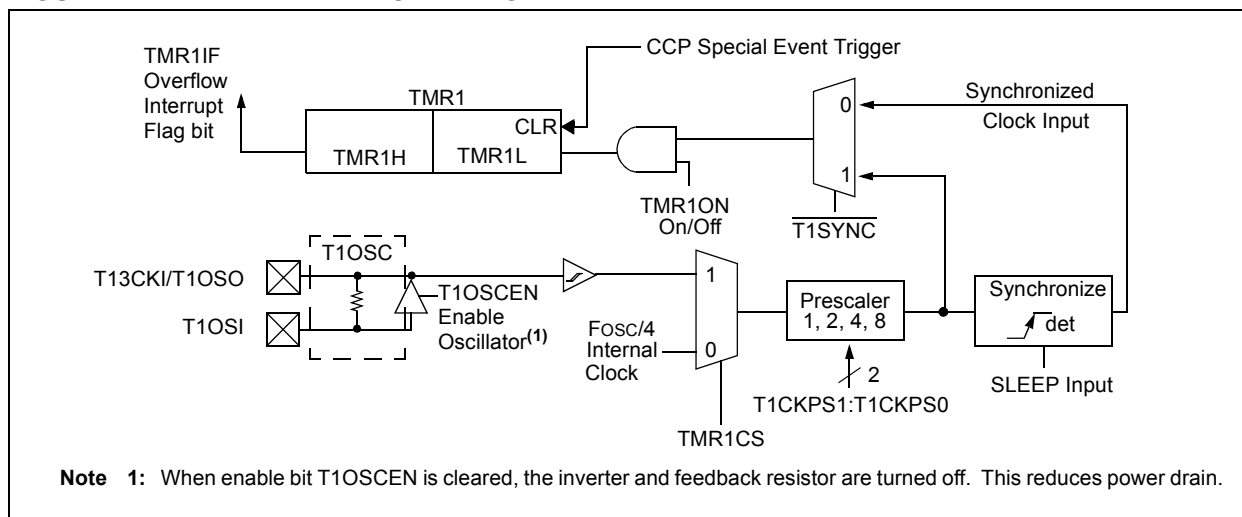 TMR1IF
Overflow
Interrupt
Flag bit
TMR1
CCP Special Event Trigger
CLR
TMR1H
TMR1L
TMR1ON
On/Off
0
1
T1SYNC
Synchronized
Clock Input
T1OSC
T13CKI/T1OSO
T1OSI
T1OSCEN
Enable
Oscillator(1)
FOSC/4
Internal
Clock
1
0
TMR1CS
Prescaler
1, 2, 4, 8
2
T1CKPS1:T1CKPS0
Synchronize
det
SLEEP Input
Note 1: When enable bit T1OSCEN is cleared, the inverter and feedback resistor are turned off. This reduces power drain.